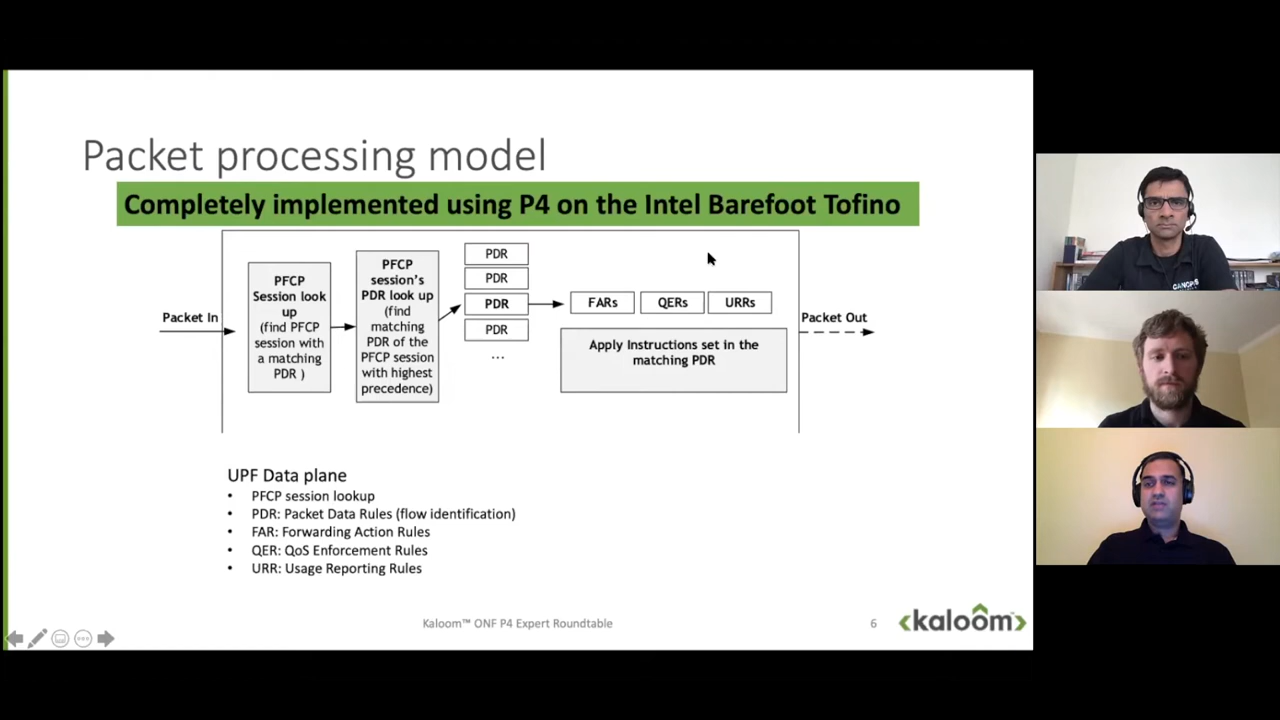 Packet processing model
Completely implemented using P4 on the Intel Barefoot Tofino
Packet In
PFCP
Session look
up
(find PFCP
session with
a matching
PDR )
PFCP
session's
PDR look up
(find
matching
PDR of the
PFCP session
with highest
precedence)
PDR
PDR
PDR
PDR
...
FARs
QERs
URRs
Apply Instructions set in the
matching PDR
Packet Out
UPF Data plane
• PFCP session lookup
• PDR: Packet Data Rules (flow identification)
• FAR: Forwarding Action Rules
• QER: QoS Enforcement Rules
• URR: Usage Reporting Rules
Kaloom™ ONF P4 Expert Roundtable
6
kaloom™